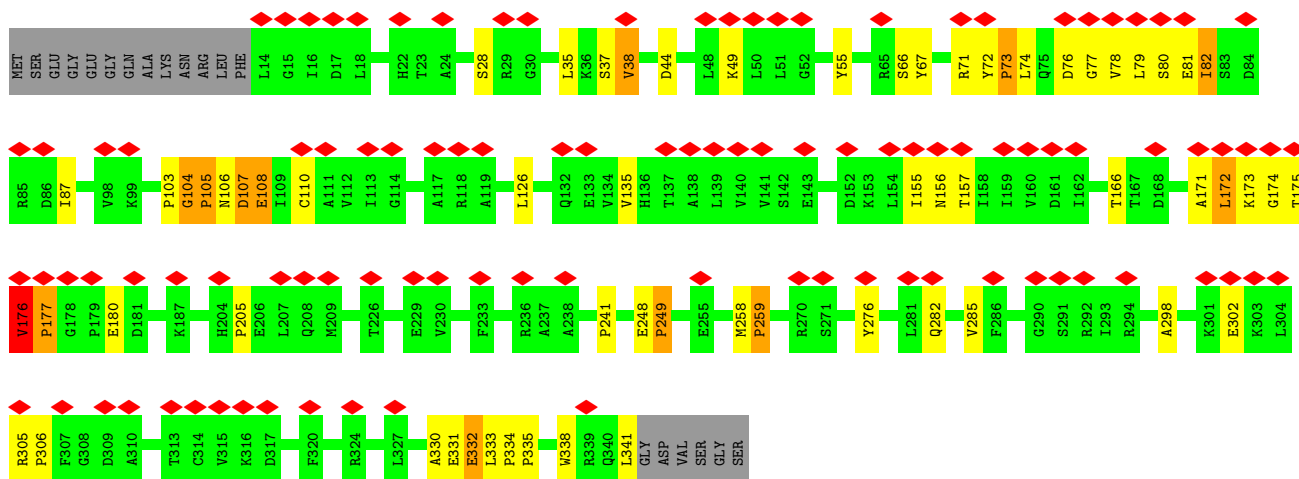 MET SER GLU GLY GLU GLY GLN ALA LYS ASN ARG LEU PHE L14 G15 I16 D17 L18 H22 T23 A24 S28 R29 G30 L35 K36 S37 V38 D44 L48 K49 L50 L51 G52 Y55 R65 S66 Y67 R71 Y72 P73 L74 Q75 D76 G77 V78 L79 S80 E81 I82 S83 D84
R85 D86 I87 V98 K99 P103 G104 P105 N106 D107 E108 I109 C110 A111 V112 I113 G114 A117 R118 A119 L126 Q132 E133 V134 V135 H136 T137 A138 L139 V140 V141 S142 E143 D152 K153 L154 I155 N156 T157 I158 I159 V160 D161 I162 T166 T167 D168 A171 L172 K173 G174 T175
V176 P177 G178 P179 E180 D181 K187 H204 P205 E206 L207 Q208 M209 T226 E229 V230 F233 R236 A237 A238 P241 E248 P249 E255 M258 P259 R270 S271 Y276 L281 Q282 V285 F286 G290 S291 R292 I293 R294 A298 K301 E302 K303 L304
R305 P306 F307 G308 D309 A310 T313 C314 V315 K316 D317 F320 R324 L327 A330 E331 E332 L333 P334 P335 W338 R339 Q340 L341 GLY ASP VAL SER GLY SER